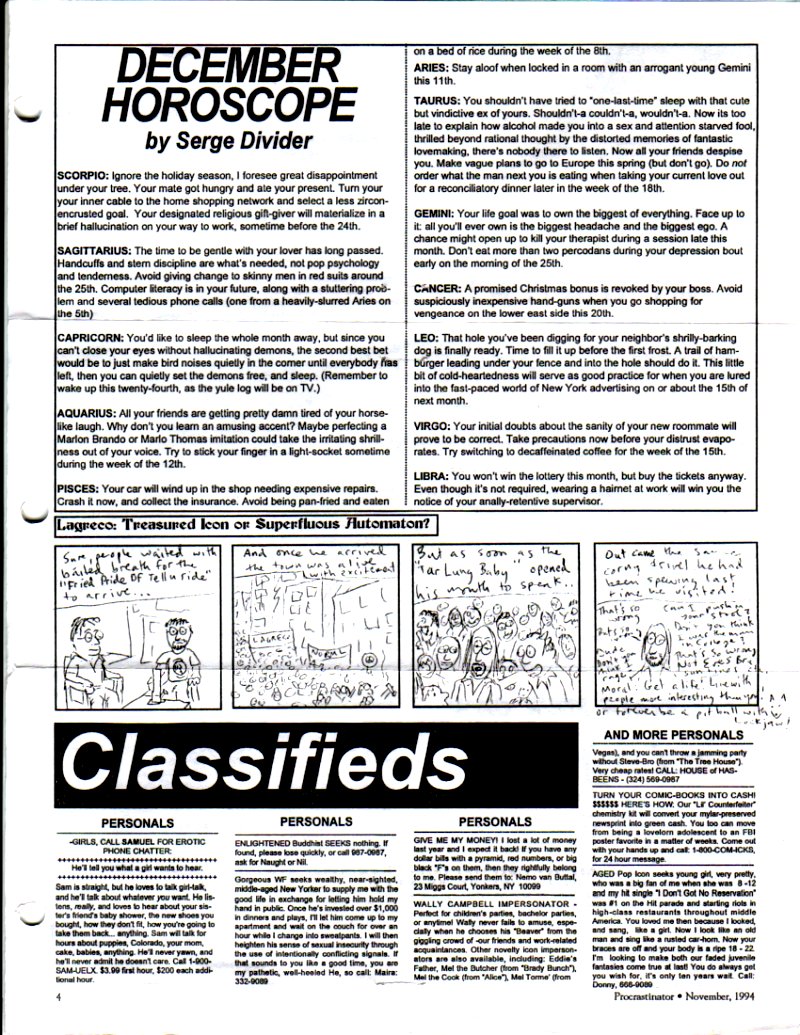 DECEMBER
HOROSCOPE
by Serge Divider
SCORPIO: Ignore the holiday season, I foresee great disappointment
under your tree. Your mate got hungry and ate your present. Turn your
your inner cable to the home shopping network and select a less zircon-
encrusted goal. Your designated religious gift-giver will materialize in a
brief hallucination on your way to work, sometime before the 24th.
SAGITTARIUS: The time to be gentle with your lover has long passed.
Handcuffs and stern discipline are what's needed, not pop psychology
and tenderness. Avoid giving change to skinny men in red suits around
the 25th. Computer literacy is in your future, along with a stuttering prob-
lem and several tedious phone calls (one from a heavily-slurred Aries on
the 5th)
CAPRICORN: You'd like to sleep the whole month away, but since you
can't close your eyes without hallucinating demons, the second best bet
would be to just make bird noises quietly in the corner until everybody has
left, then you can quietly set the demons free, and sleep. (Remember to
wake up this twenty-fourth, as the yule log will be on TV.)
AQUARIUS: All your friends are getting pretty damn tired of your horse-
like laugh. Why don't you learn an amusing accent? Maybe perfecting a
Marlon Brando or Marlo Thomas imitation could take the irritating shrill-
ness out of your voice. Try to stick your finger in a light-socket sometime
during the week of the 12th.
PISCES: Your car will wind up in the shop needing expensive repairs.
Crash it now, and collect the insurance. Avoid being pan-fried and eaten
on a bed of rice during the week of the 8th.
ARIES: Stay aloof when locked in a room with an arrogant young Gemini
this 11th.
TAURUS: You shouldn't have tried to "one-last-time" sleep with that cute
but vindictive ex of yours. Shouldn't-a couldn't-a, wouldn't-a. Now its too
late to explain how alcohol made you into a sex and attention starved fool,
thrilled beyond rational thought by the distorted memories of fantastic
lovemaking, there's nobody there to listen. Now all your friends despise
you. Make vague plans to go to Europe this spring (but don't go). Do not
order what the man next you is eating when taking your current love out
for a reconciliatory dinner later in the week of the 18th.
GEMINI: Your life goal was to own the biggest of everything. Face up to
it: all you'll ever own is the biggest headache and the biggest ego. A
chance might open up to kill your therapist during a session late this
month. Don't eat more than two percodans during your depression bout
early on the morning of the 25th.
CANCER: A promised Christmas bonus is revoked by your boss. Avoid
suspiciously inexpensive hand-guns when you go shopping for
vengeance on the lower east side this 20th.
LEO: That hole you've been digging for your neighbor's shrilly-barking
dog is finally ready. Time to fill it up before the first frost. A trail of ham-
burger leading under your fence and into the hole should do it. This little
bit of cold-heartedness will serve as good practice for when you are lured
into the fast-paced world of New York advertising on or about the 15th of
next month.
VIRGO: Your initial doubts about the sanity of your new roommate will
prove to be correct. Take precautions now before your distrust evapo-
rates. Try switching to decaffeinated coffee for the week of the 15th.
LIBRA: You won't win the lottery this month, but buy the tickets anyway.
Even though it's not required, wearing a hairnet at work will win you the
notice of your anally-retentive supervisor.
Lagreco: Treasured Icon or Superfluous Automaton?
Sure, people waited with
baited breath for the
"Fried Pride Of Telluride"
to arrive...
And once he arrived
the town was alive
with excitement
LAGRECO
NORMAL
But as soon as the
"Tar Lung Baby" opened
his mouth to speak...
Out came the same
corny drivel he had
been spewing last
time he visited!
That's so
wrong
Moral: Get a life! Live with
people more interesting than you
or forever be a pit bull with
Lockjaw!
Classifieds
PERSONALS
-GIRLS, CALL SAMUEL FOR EROTIC
PHONE CHATTER:
He'll tell you what a girl wants to hear.
Sam is straight, but he loves to talk girl-talk,
and he'll talk about whatever you want. He lis-
tens, really, and loves to hear about your sis-
ter's friend's baby shower, the new shoes you
bought, how they don't fit, how you're going to
take them back... anything. Sam will talk for
hours about puppies, Colorado, your mom,
cake, babies, anything. He'll never yawn, and
he'll never admit he doesn't care. Call 1-900-
SAM-UELX. $3.99 first hour, $200 each addi-
tional hour.
PERSONALS
ENLIGHTENED Buddhist SEEKS nothing. If
found, please lose quickly, or call 987-0987,
ask for Naught or Nil.
Gorgeous WF seeks wealthy, near-sighted,
middle-aged New Yorker to supply me with the
good life in exchange for letting him hold my
hand in public. Once he's invested over $1,000
in dinners and plays, I'll let him come up to my
apartment and wait on the couch for over an
hour while I change into sweatpants. I will then
heighten his sense of sexual insecurity through
the use of intentionally conflicting signals. If
that sounds to you like a good time, you are
my pathetic, well-heeled He, so call: Maira:
332-9089
PERSONALS
GIVE ME MY MONEY! I lost a lot of money
last year and I expect it back! If you have any
dollar bills with a pyramid, red numbers, or big
black "F"s on them, then they rightfully belong
to me. Please send them to: Nemo van Buttal,
23 Miggs Court, Yonkers, NY 10099
WALLY CAMPBELL IMPERSONATOR -
Perfect for children's parties, bachelor parties,
or anytime! Wally never fails to amuse, espe-
cially when he chooses his "Beaver" from the
giggling crowd of -our friends and work-related
acquaintances. Other novelty lion imperson-
ators are also available, including: Eddie's
Father, Mel the Butcher (from "Brady Bunch"),
Mel the Cook (from "Alice"), Mel Torme' (from
AND MORE PERSONALS
Vegas), and you can't throw a jamming party
without Steve-Bro (from "The Tree House").
Very cheap rates! CALL: HOUSE of HAS-
BEENS - (324) 569-0987
TURN YOUR COMIC-BOOKS INTO CASH!
$$$$$$ HERE'S HOW: Our "Lil' Counterfeiter"
chemistry kit will convert your mylar-preserved
newsprint into green cash. You too can move
from being a lovelorn adolescent to an FBI
poster favorite in a matter of weeks. Come out
with your hands up and call: 1-800-COM-ICKS,
for 24 hour message.
AGED Pop Icon seeks young girl, very pretty,
who was a big fan of me when she was 8 -12
and my hit single "I Don't Got No Reservation"
was #1 on the Hit parade and starting riots in
high-class restaurants throughout middle
America. You loved me then because I looked,
and sang, like a girl. Now I look like an old
man and sing like a rusted car-horn. Now your
braces are off and your body is a ripe 18 - 22.
I'm looking to make both our faded juvenile
fantasies come true at last! You do always get
you wish for, it's only ten years wait. Call:
Donny, 666-9089
4
Procrastinator • November, 1994